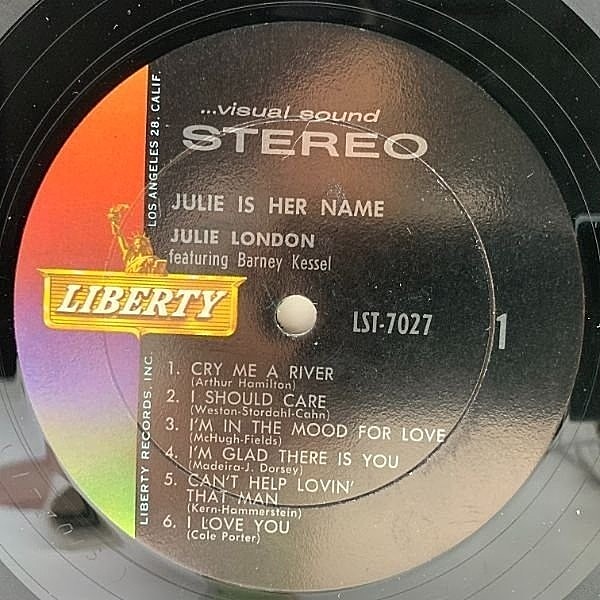 ...visual sound
STEREO
JULIE IS HER NAME
JULIE LONDON
featuring Barney Kessel
LOS ANGELES 28, CALIF.
LIBERTY
LIBERTY RECORDS, INC.
LST-7027
1
1. CRY ME A RIVER
(Arthur Hamilton)
2. I SHOULD CARE
(Weston-Stordahl-Cahn)
3. I'M IN THE MOOD FOR LOVE
(McHugh-Fields)
4. I'M GLAD THERE IS YOU
(Madeira-J. Dorsey)
5. CAN'T HELP LOVIN'
THAT MAN
(Kern-Hammerstein)
6. I LOVE YOU
(Cole Porter)